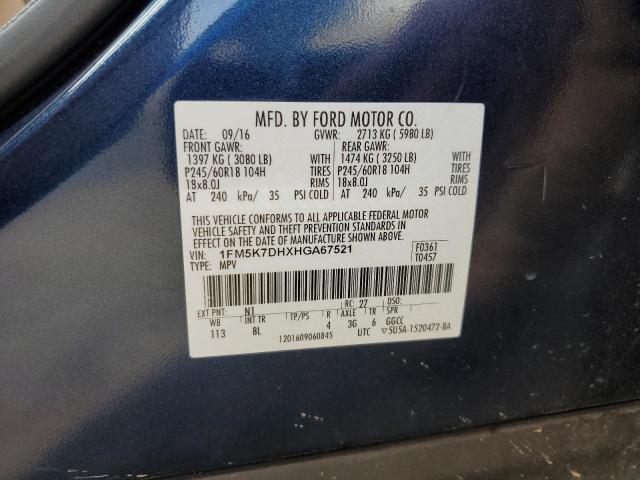 MFD. BY FORD MOTOR CO.
DATE: 09/16 GVWR: 2713 KG ( 5980 LB)
FRONT GAWR: REAR GAWR:
1397 KG ( 3080 LB) WITH 1474 KG ( 3250 LB) WITH
P245/60R18 104H TIRES P245/60R18 104H TIRES
18x8.0J RIMS 18x8.0J RIMS
AT 240 kPa/ 35 PSI COLD AT 240 kPa/ 35 PSI COLD
THIS VEHICLE CONFORMS TO ALL APPLICABLE FEDERAL MOTOR
VEHICLE SAFETY AND THEFT PREVENTION STANDARDS IN
EFFECT ON THE DATE OF MANUFACTURE SHOWN ABOVE.
VIN: 1FM5K7DHXHGA67521 F0361
TYPE: MPV T0457
EXT PNT: N1 RC: 27 DSO:
WB INT TR TP/PS R AXLE TR SPR
113 8L 4 3G 6 GGCC
1201609060845 UTC ▽5U5A-1520472-BA